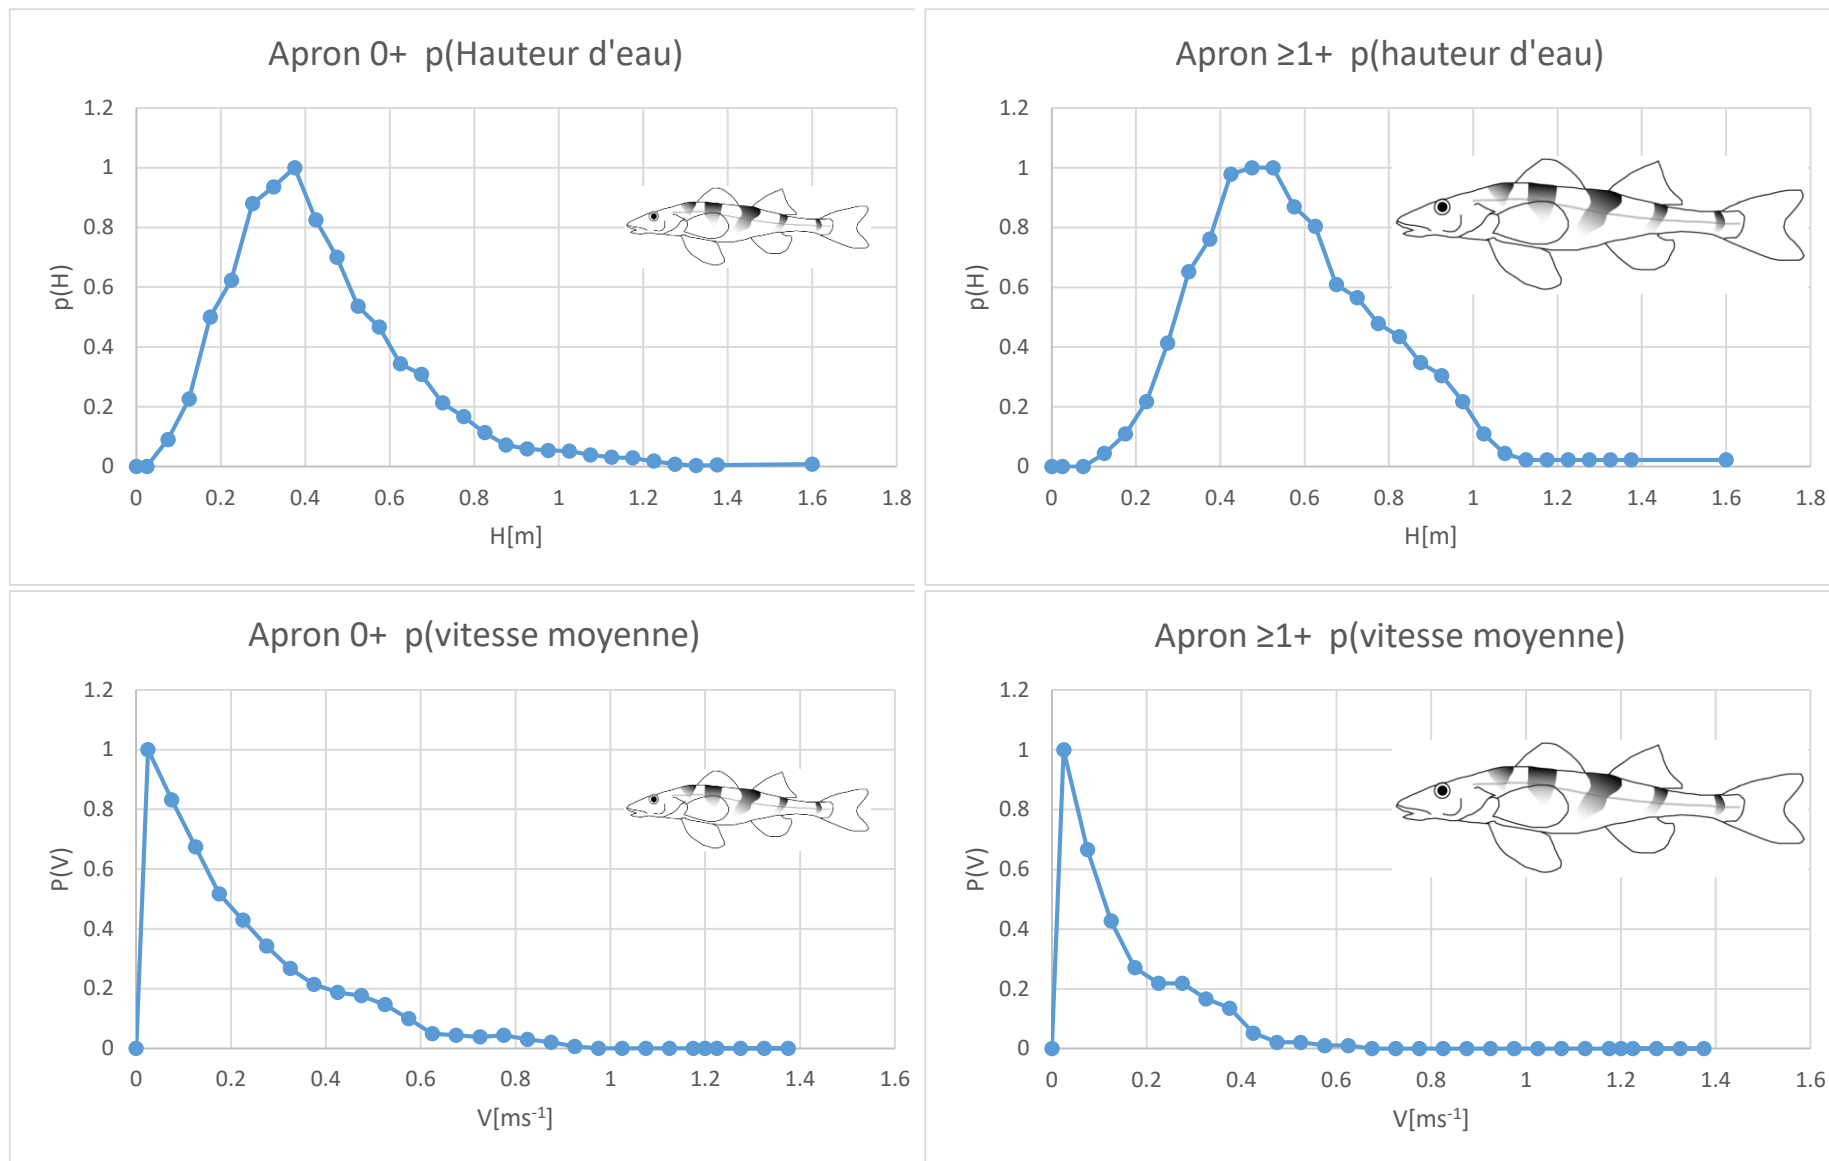 Apron 0+ p(Hauteur d'eau)
1.2
1
0.8
0.6
0.4
0.2
0
p(H)
0 0.2 0.4 0.6 0.8 1 1.2 1.4 1.6 1.8
H[m]
Apron ≥1+ p(hauteur d'eau)
1.2
1
0.8
0.6
0.4
0.2
0
p(H)
0 0.2 0.4 0.6 0.8 1 1.2 1.4 1.6 1.8
H[m]
Apron 0+ p(vitesse moyenne)
1.2
1
0.8
0.6
0.4
0.2
0
P(V)
0 0.2 0.4 0.6 0.8 1 1.2 1.4 1.6
V[ms⁻¹]
Apron ≥1+ p(vitesse moyenne)
1.2
1
0.8
0.6
0.4
0.2
0
P(V)
0 0.2 0.4 0.6 0.8 1 1.2 1.4 1.6
V[ms⁻¹]